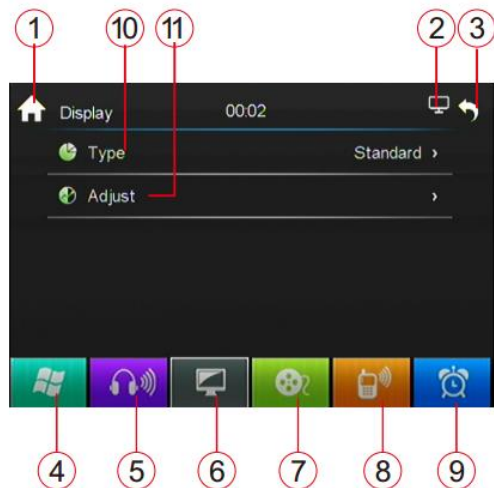 1 10 11 2 3
Display 00:02
Type Standard ›
Adjust ›
4 5 6 7 8 9